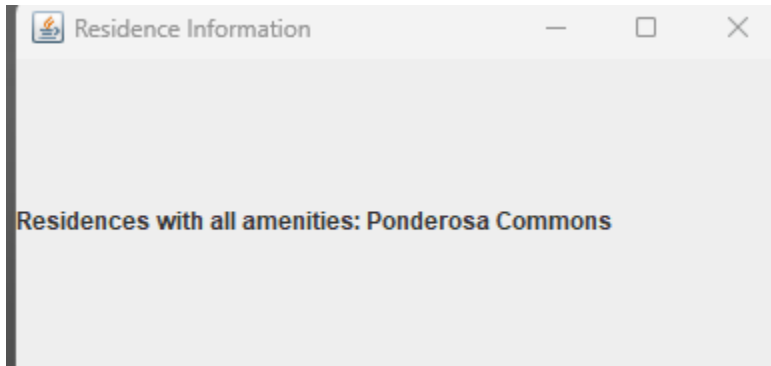 Residence Information
Residences with all amenities: Ponderosa Commons